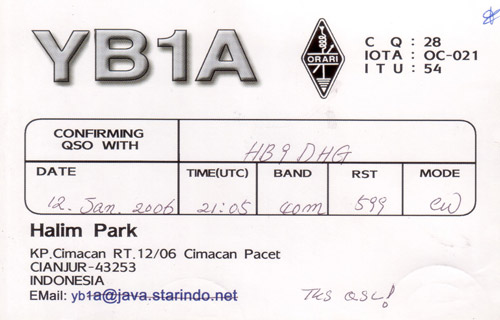 YB1A
ORARI
C Q : 28
IOTA : OC-021
I T U : 54
CONFIRMING
QSO WITH
HB9DHG
DATE TIME(UTC) BAND RST MODE
12. Jan. 2006 21:05 40m 599 CW
Halim Park
KP.Cimacan RT.12/06 Cimacan Pacet
CIANJUR-43253
INDONESIA
EMail: yb1a@java.starindo.net
TKS QSL!